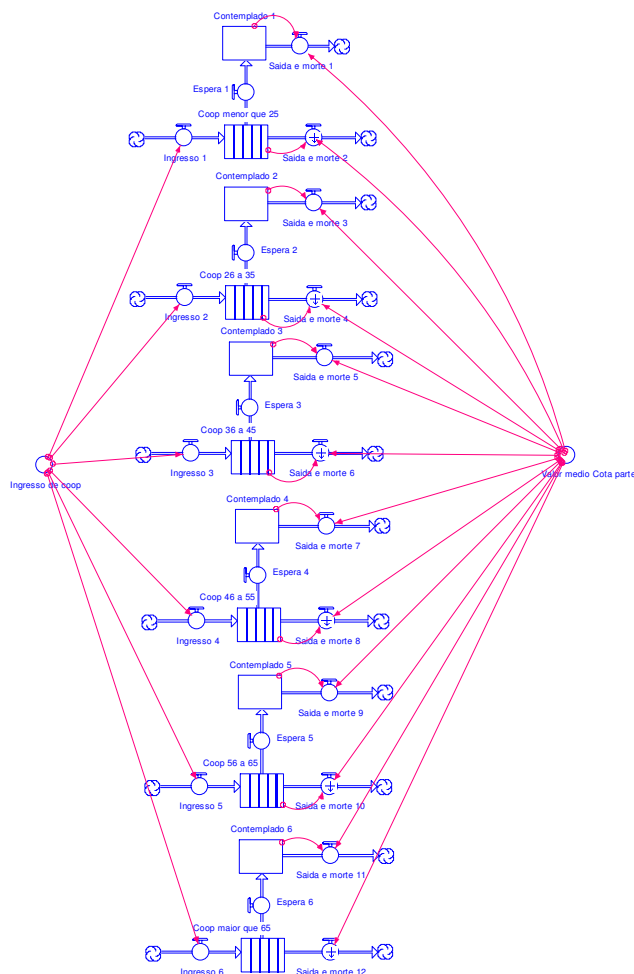 Contemplado 1
Saida e morte 1
Espera 1
Coop menor que 25
Ingresso 1
Saida e morte 2
Contemplado 2
Saida e morte 3
Espera 2
Coop 26 a 35
Ingresso 2
Saida e morte 4
Contemplado 3
Saida e morte 5
Espera 3
Coop 36 a 45
Ingresso 3
Saida e morte 6
Ingresso de coop
Valor medio Cota parte
Contemplado 4
Saida e morte 7
Espera 4
Coop 46 a 55
Ingresso 4
Saida e morte 8
Contemplado 5
Saida e morte 9
Espera 5
Coop 56 a 65
Ingresso 5
Saida e morte 10
Contemplado 6
Saida e morte 11
Espera 6
Coop maior que 65
Ingresso 6
Saida e morte 12